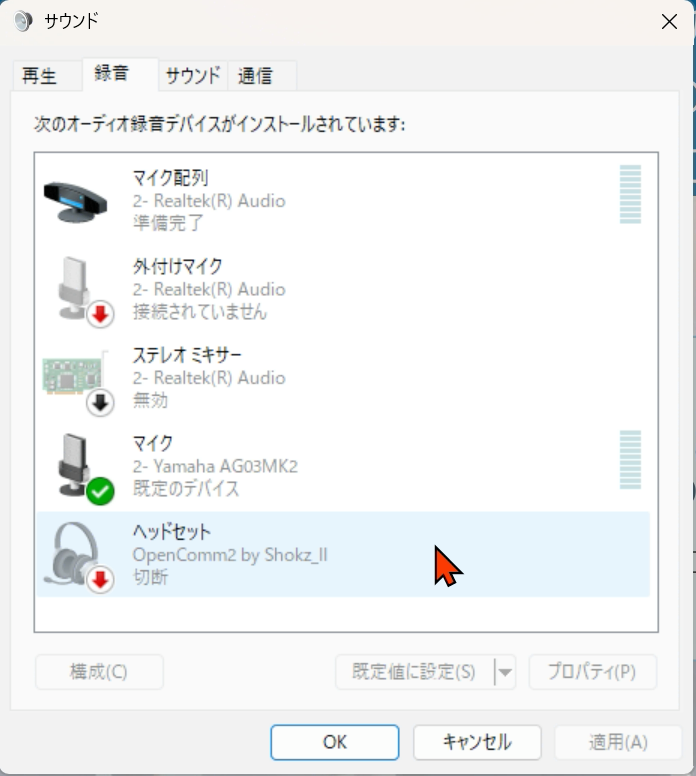 サウンド
再生
録音
サウンド
通信
次のオーディオ録音デバイスがインストールされています:
マイク配列
2- Realtek(R) Audio
準備完了
外付けマイク
2- Realtek(R) Audio
接続されていません
ステレオ ミキサー
2- Realtek(R) Audio
無効
マイク
2- Yamaha AG03MK2
既定のデバイス
ヘッドセット
OpenComm2 by Shokz_II
切断
構成(C)
既定値に設定(S)
プロパティ(P)
OK
キャンセル
適用(A)